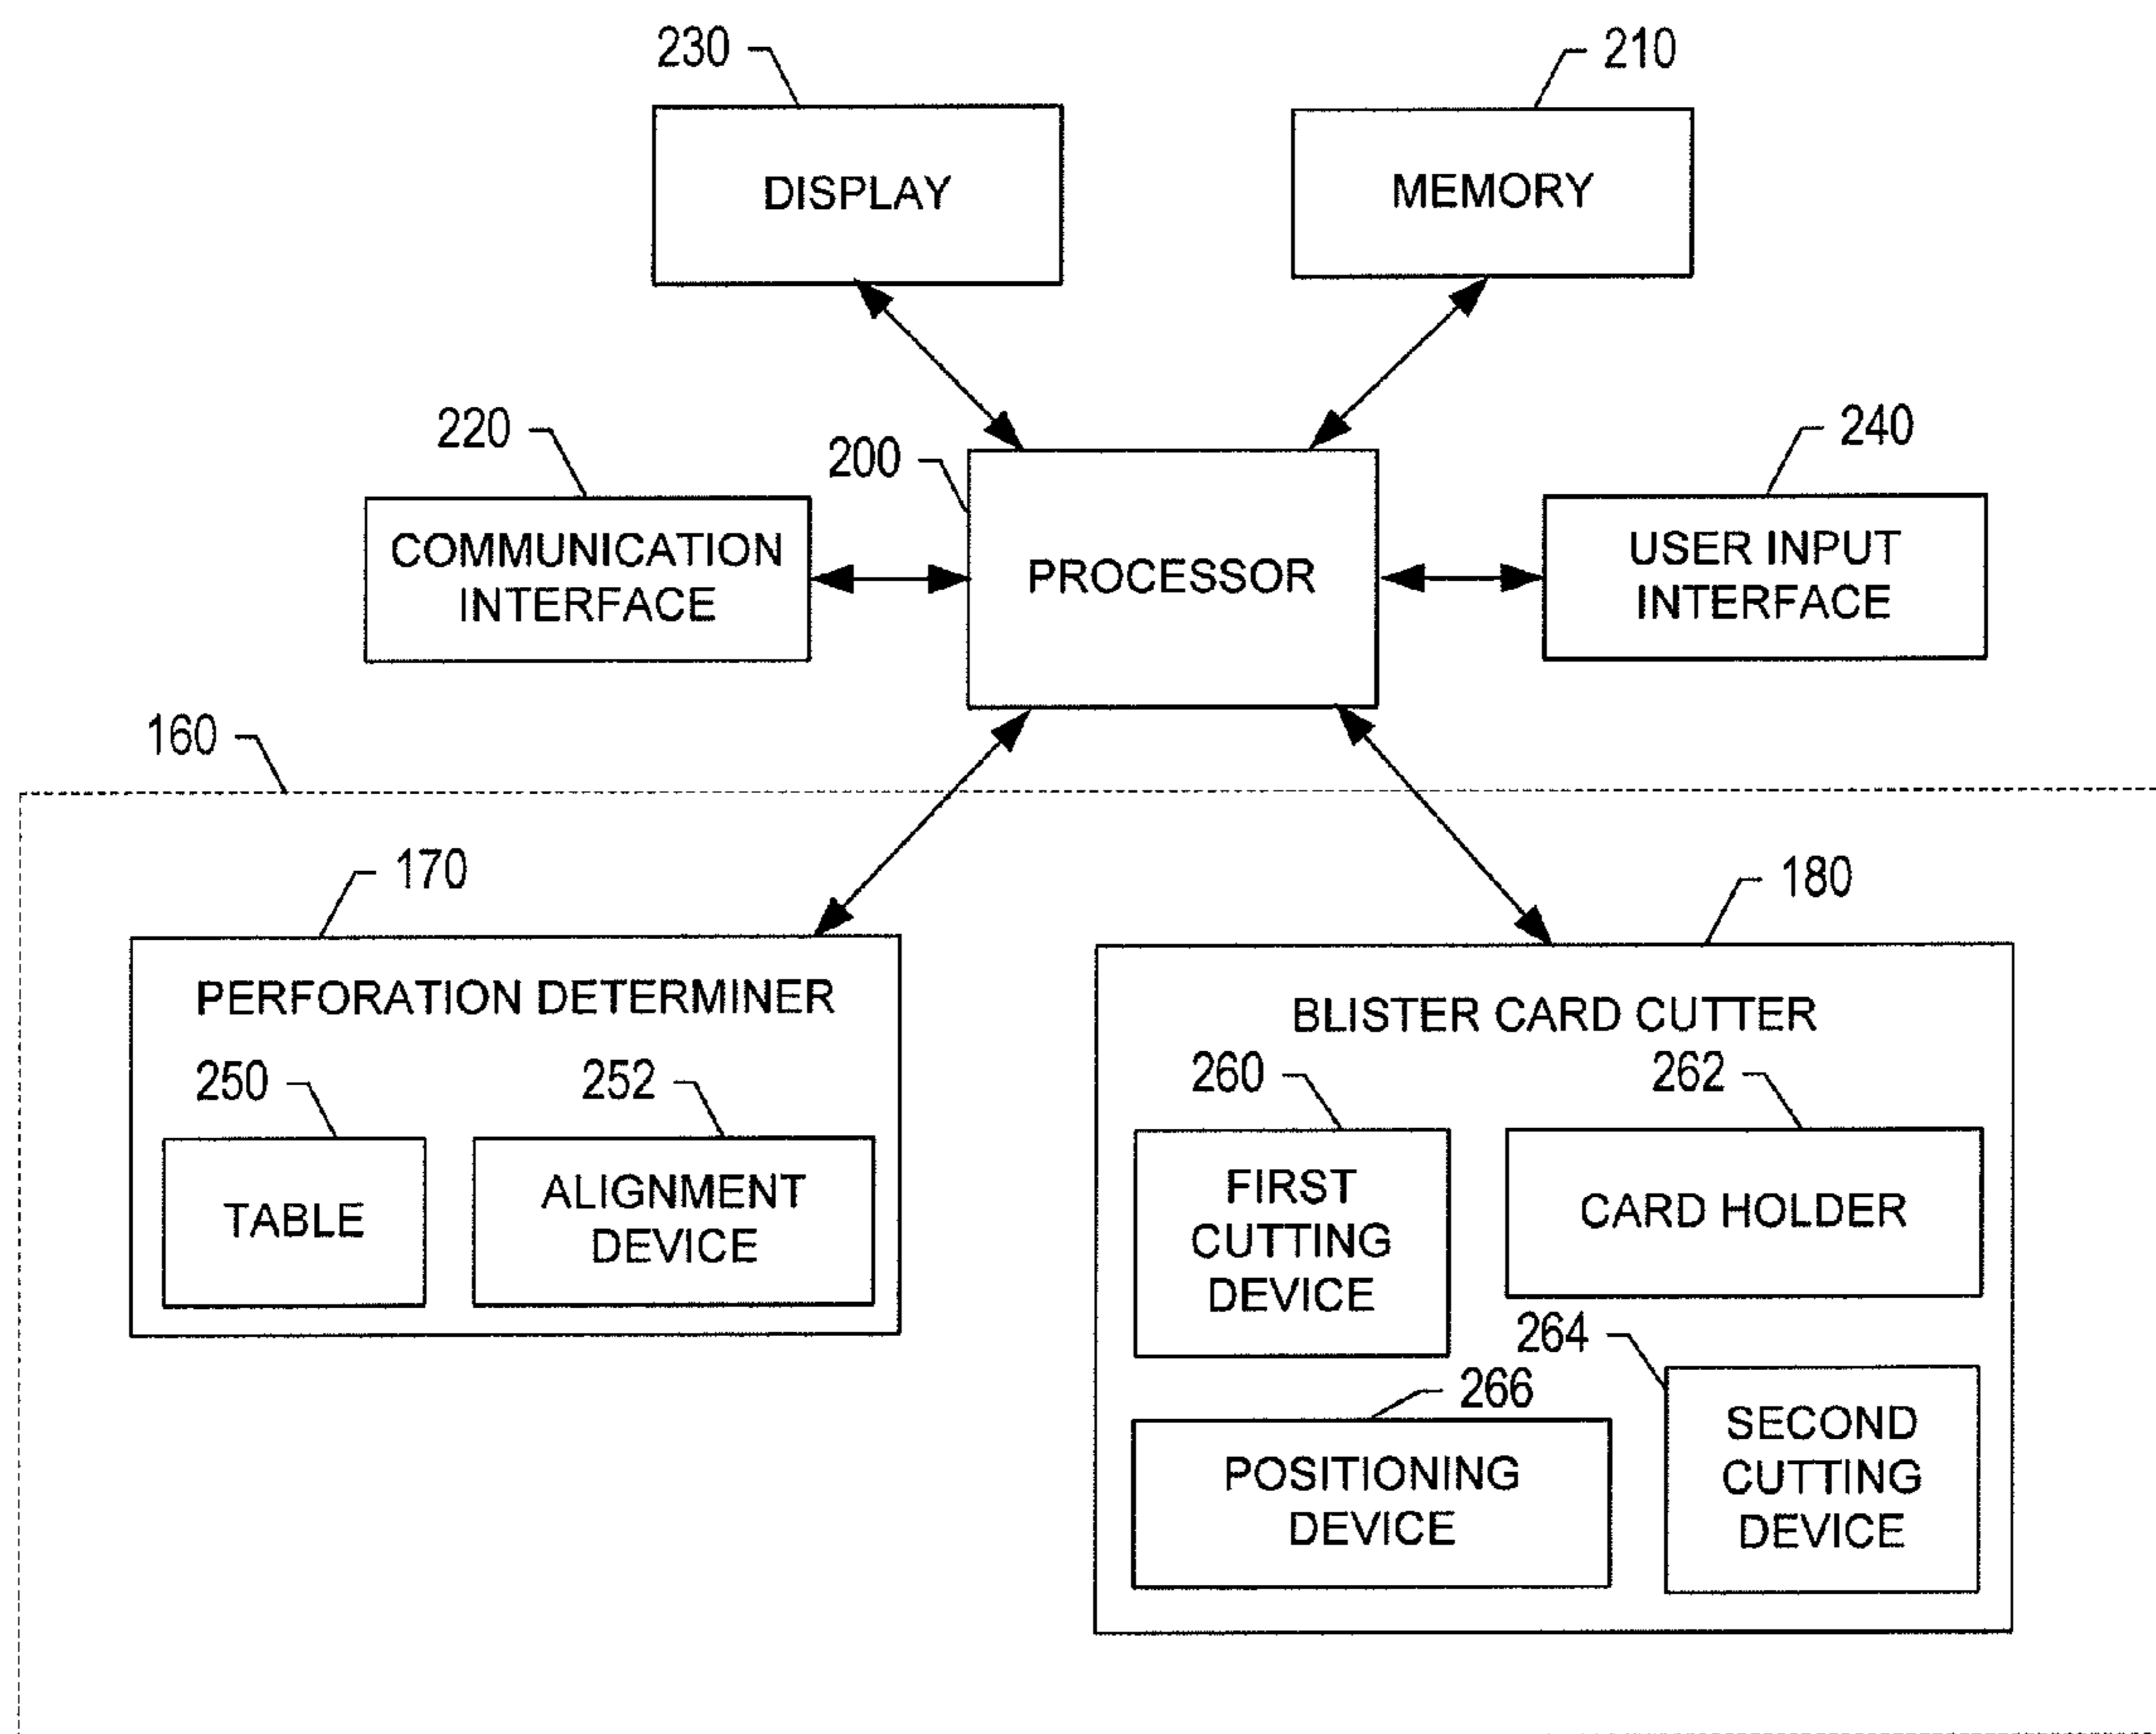 230
210
DISPLAY
MEMORY
220
200
240
COMMUNICATION
INTERFACE
PROCESSOR
USER INPUT
INTERFACE
160
170
180
PERFORATION DETERMINER
BLISTER CARD CUTTER
250
252
260
262
TABLE
ALIGNMENT
DEVICE
FIRST
CUTTING
DEVICE
CARD HOLDER
264
266
POSITIONING
DEVICE
SECOND
CUTTING
DEVICE